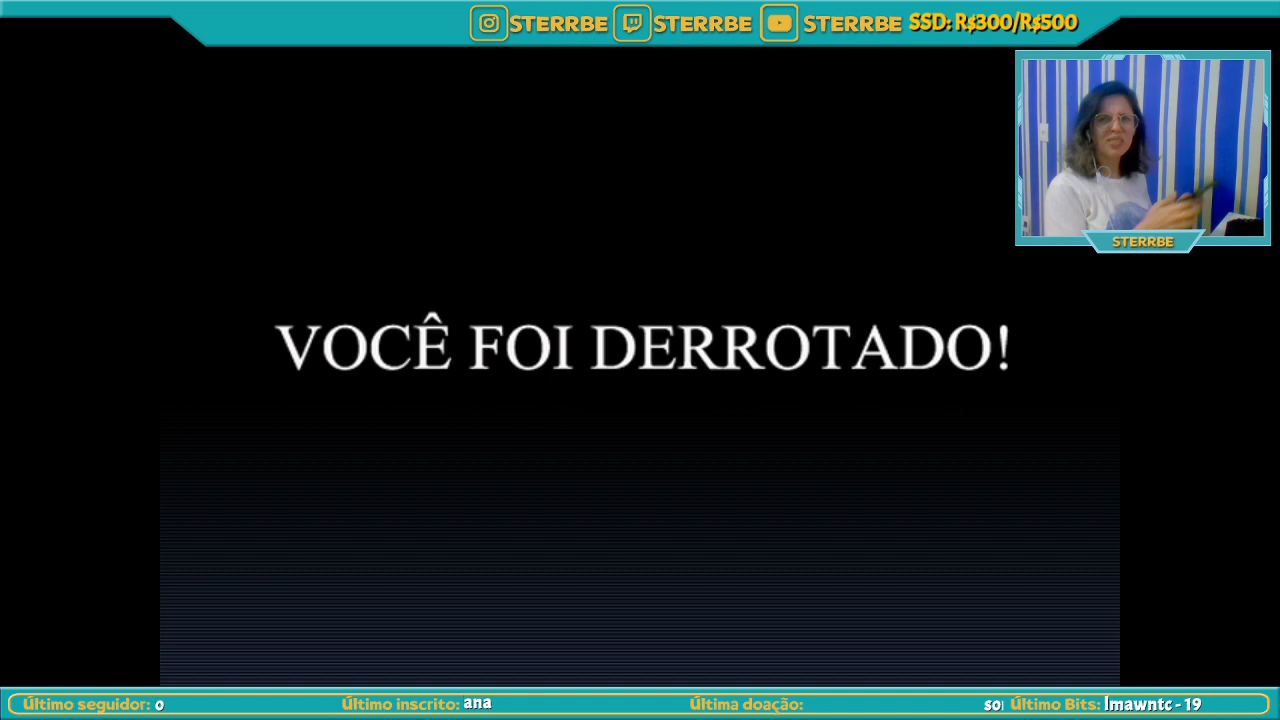 STERRBE STERRBE STERRBE SSD: R$300/R$500
STERRBE
VOCÊ FOI DERROTADO!
Último seguidor: o Último inscrito: ana Última doação: so Último Bits: lmawntc - 19